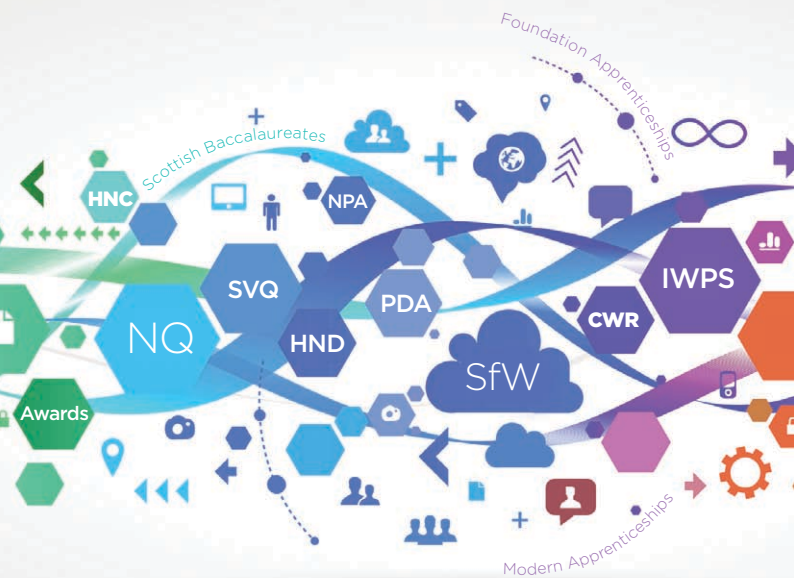 Foundation Apprenticeships
Scottish Baccalaureates
HNC
NPA
SVQ
IWPS
PDA
CWR
NQ
HND
SfW
Awards
Modern Apprenticeships